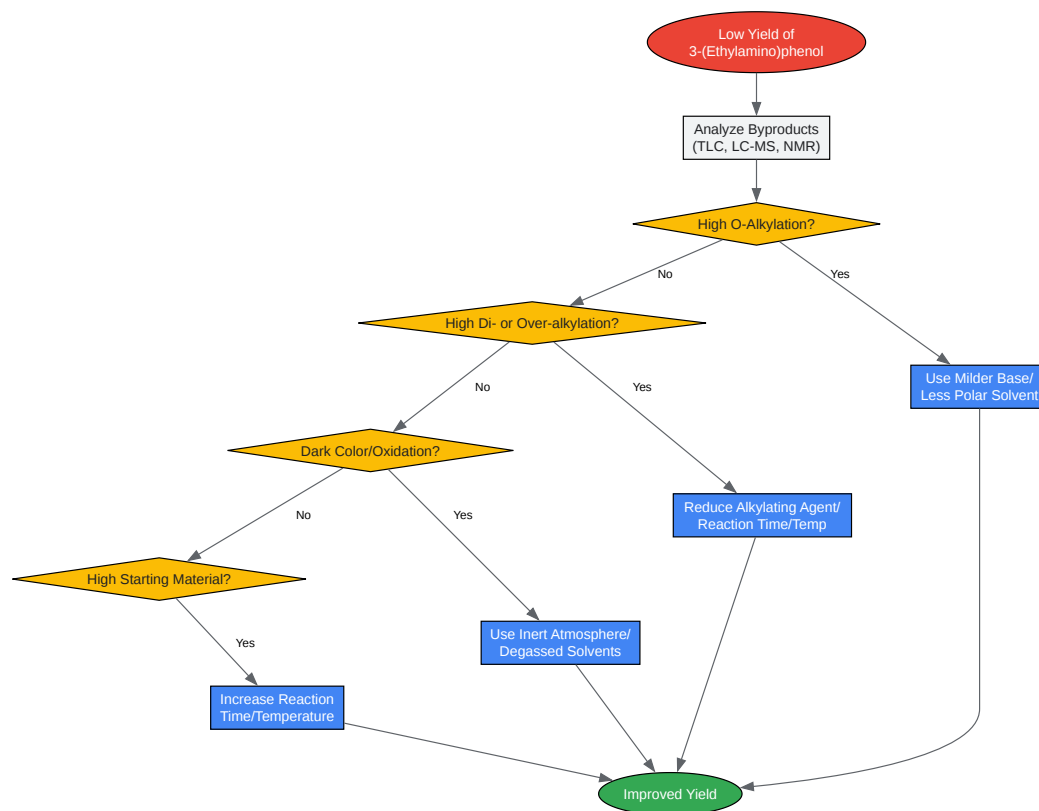 Low Yield of
3-(Ethylamino)phenol
Analyze Byproducts
(TLC, LC-MS, NMR)
High O-Alkylation?
No
Yes
High Di- or Over-alkylation?
Use Milder Base/
Less Polar Solvent
No
Yes
Dark Color/Oxidation?
Reduce Alkylating Agent/
Reaction Time/Temp
No
Yes
High Starting Material?
Use Inert Atmosphere/
Degassed Solvents
Yes
Increase Reaction
Time/Temperature
Improved Yield